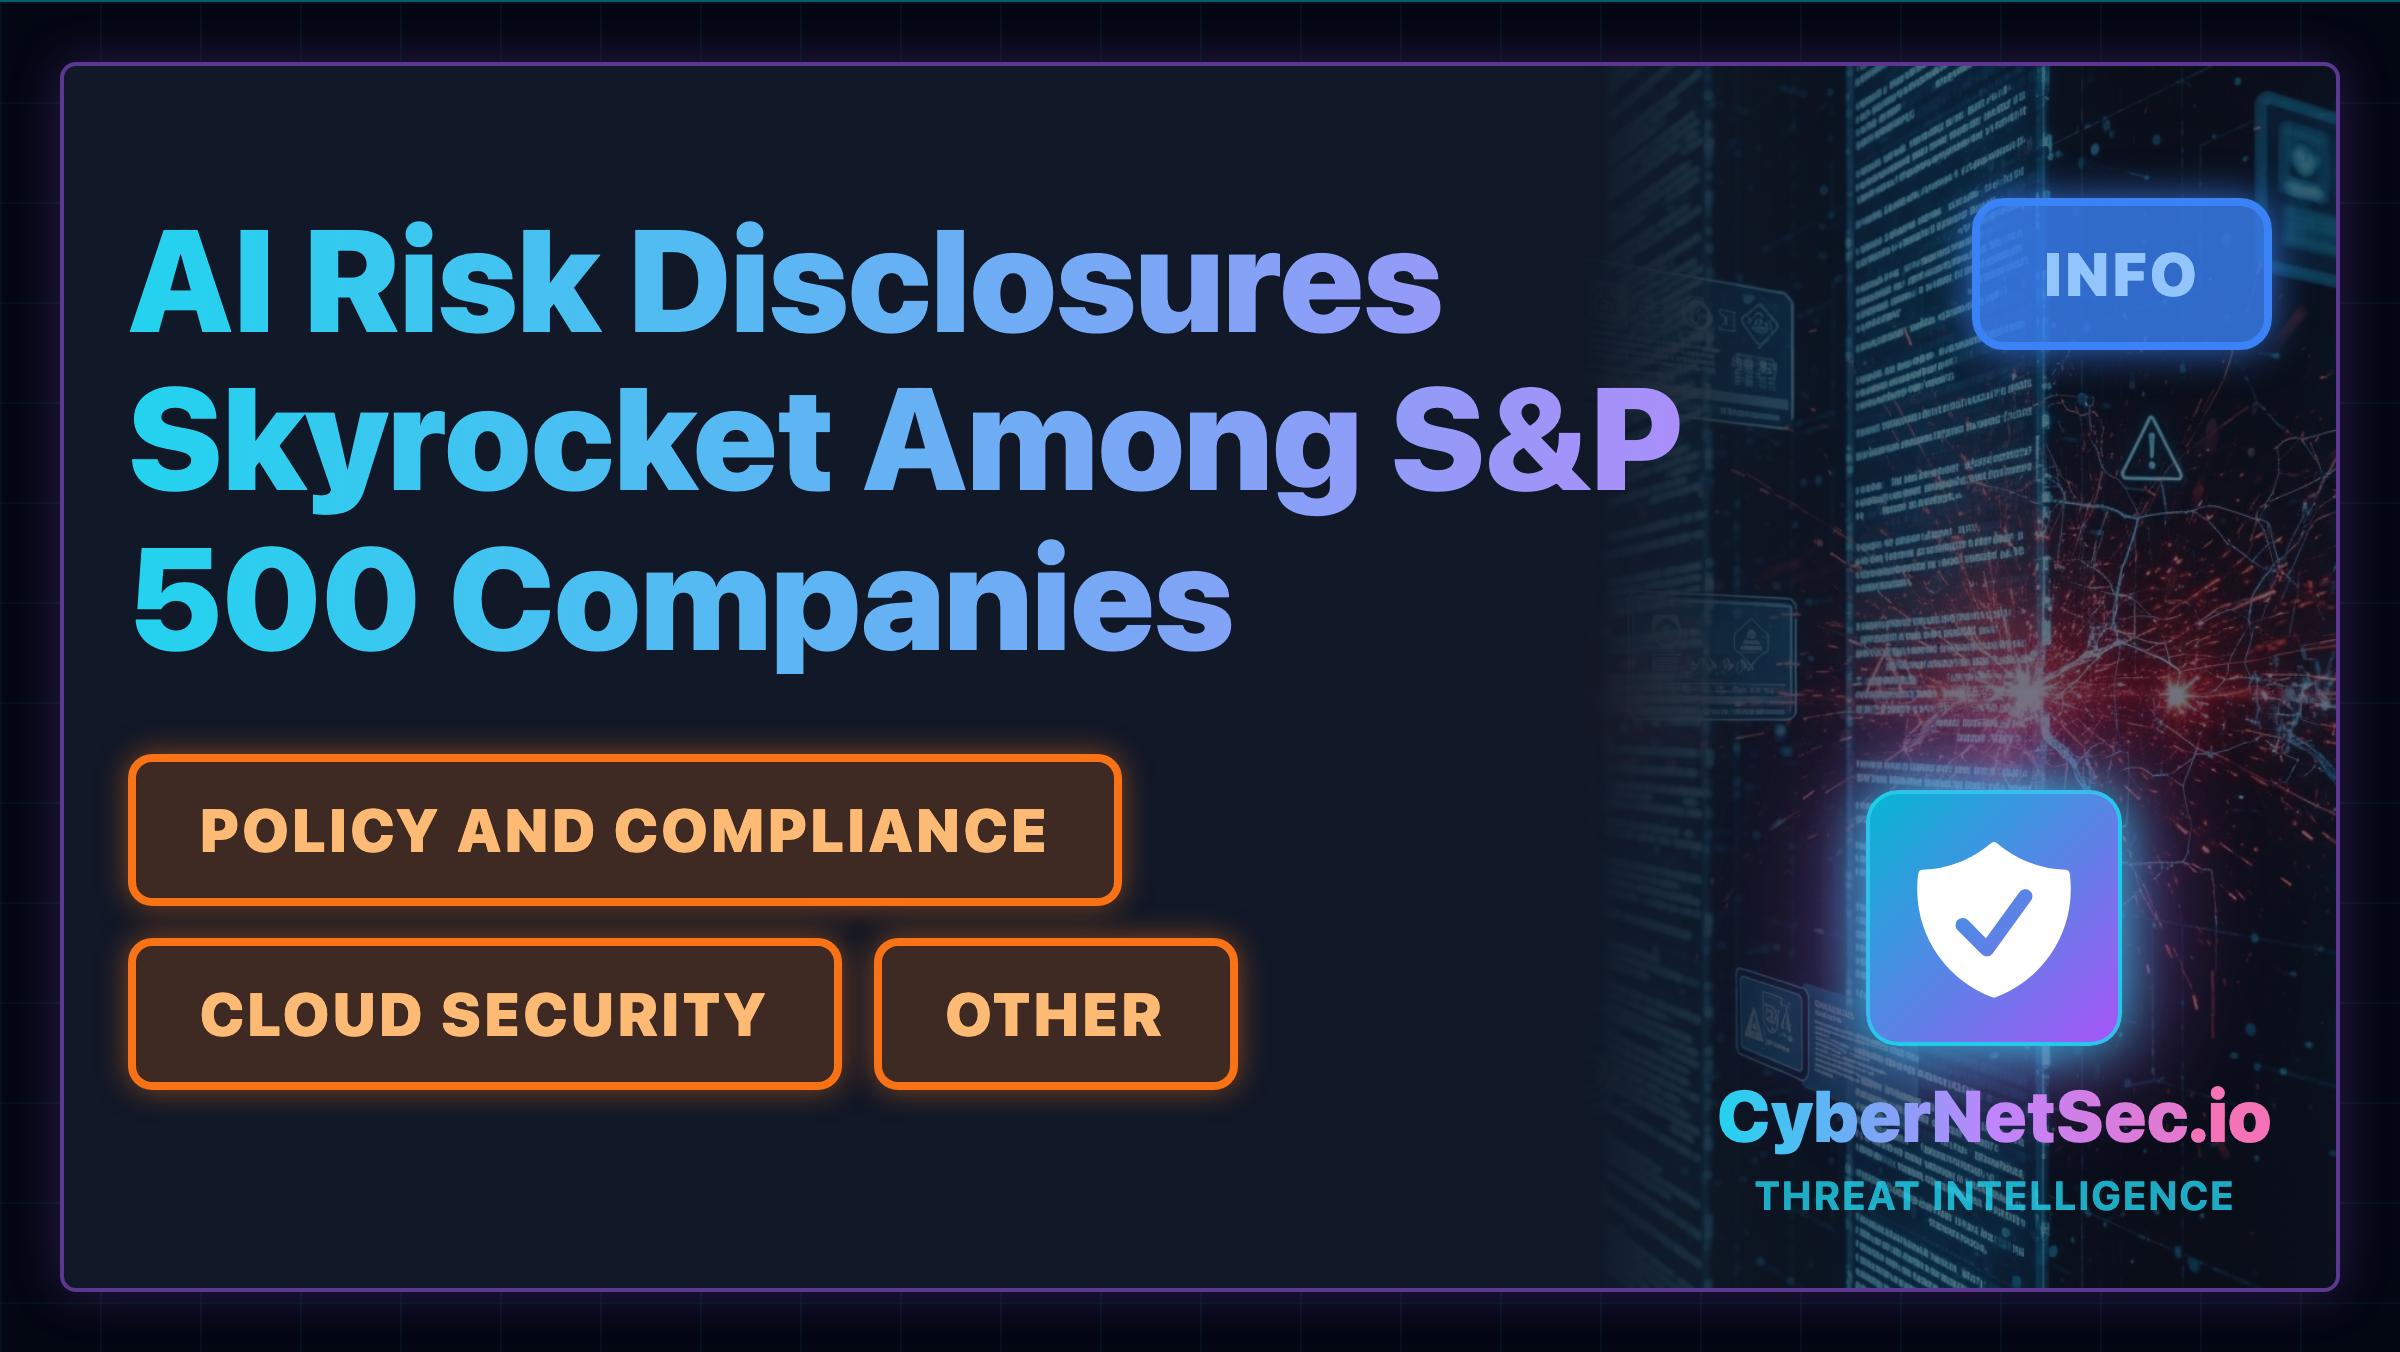 AI Risk Disclosures
Skyrocket Among S&P
500 Companies
INFO
POLICY AND COMPLIANCE
CLOUD SECURITY
OTHER
CyberNetSec.io
THREAT INTELLIGENCE